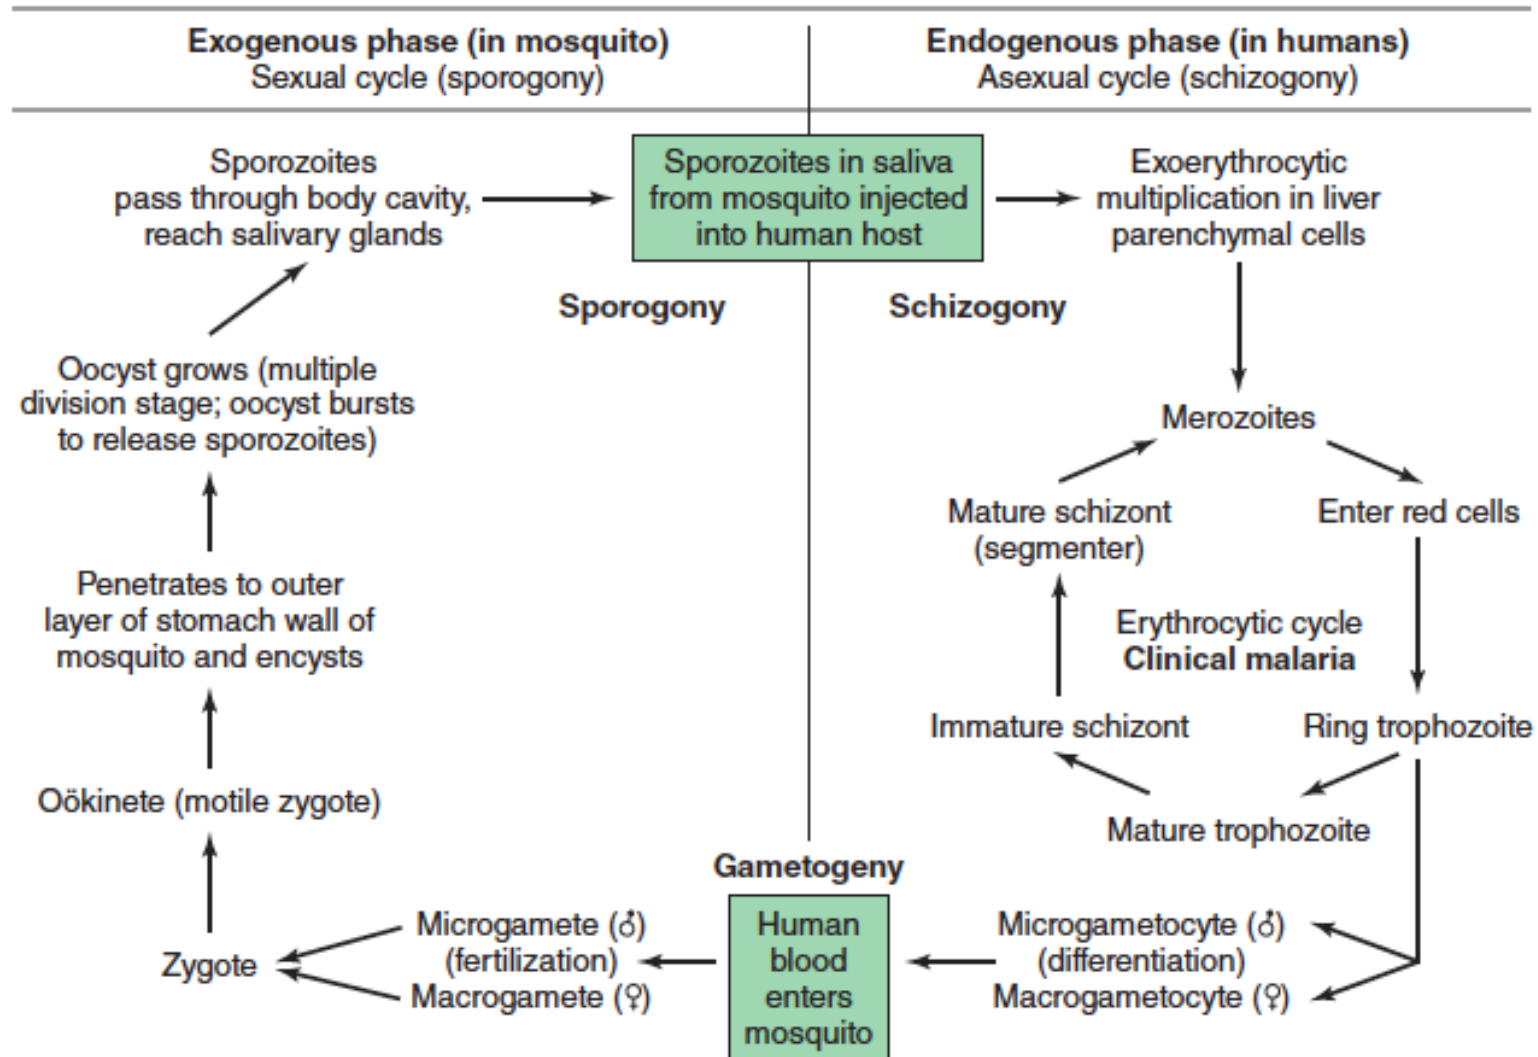 Exogenous phase (in mosquito)
Sexual cycle (sporogony)
Endogenous phase (in humans)
Asexual cycle (schizogony)
Sporozoites
pass through body cavity,
reach salivary glands
Sporozoites in saliva
from mosquito injected
into human host
Exoerythrocytic
multiplication in liver
parenchymal cells
Sporogony
Schizogony
Oocyst grows (multiple
division stage; oocyst bursts
to release sporozoites)
Merozoites
Mature schizont
(segmenter)
Enter red cells
Penetrates to outer
layer of stomach wall of
mosquito and encysts
Erythrocytic cycle
Clinical malaria
Immature schizont
Ring trophozoite
Oökinete (motile zygote)
Mature trophozoite
Gametogeny
Zygote
Microgamete (♂)
(fertilization)
Macrogamete (♀)
Human
blood
enters
mosquito
Microgametocyte (♂)
(differentiation)
Macrogametocyte (♀)